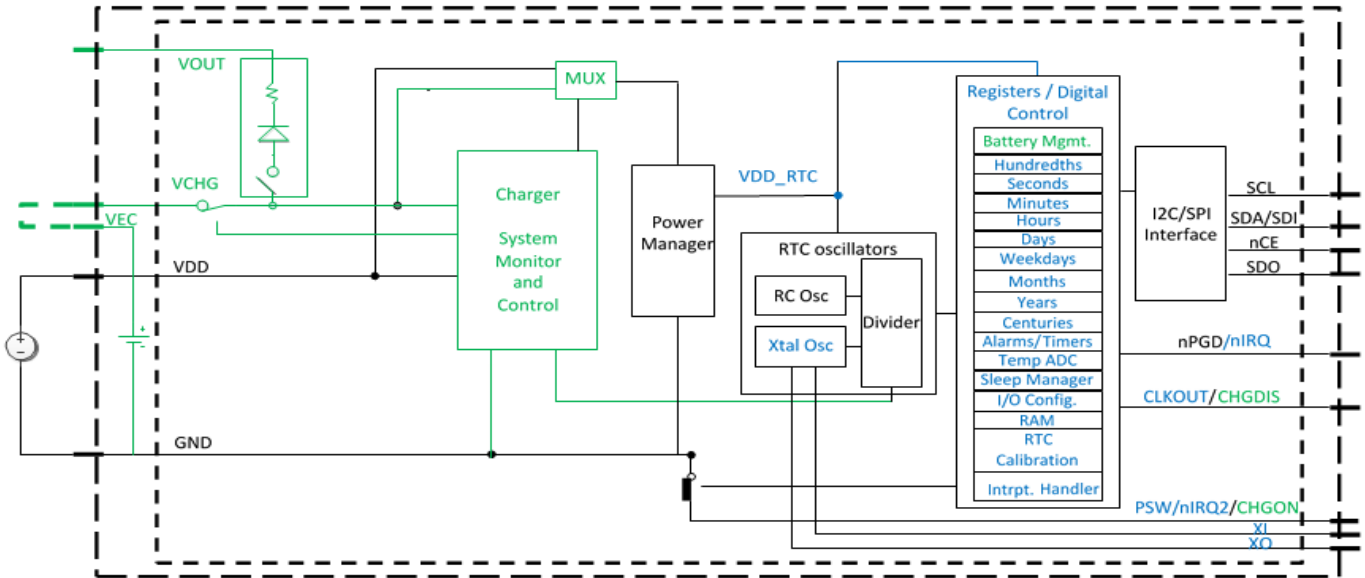 VOUT
MUX
VCHG
VEC
VDD
GND
Charger
System
Monitor
and
Control
Power
Manager
VDD_RTC
RTC oscillators
RC Osc
Xtal Osc
Divider
Registers / Digital
Control
Battery Mgmt.
Hundredths
Seconds
Minutes
Hours
Days
Weekdays
Months
Years
Centuries
Alarms/Timers
Temp ADC
Sleep Manager
I/O Config.
RAM
RTC
Calibration
Intrpt. Handler
I2C/SPI
Interface
SCL
SDA/SDI
nCE
SDO
nPGD/nIRQ
CLKOUT/CHGDIS
PSW/nIRQ2/CHGON
XI
XO